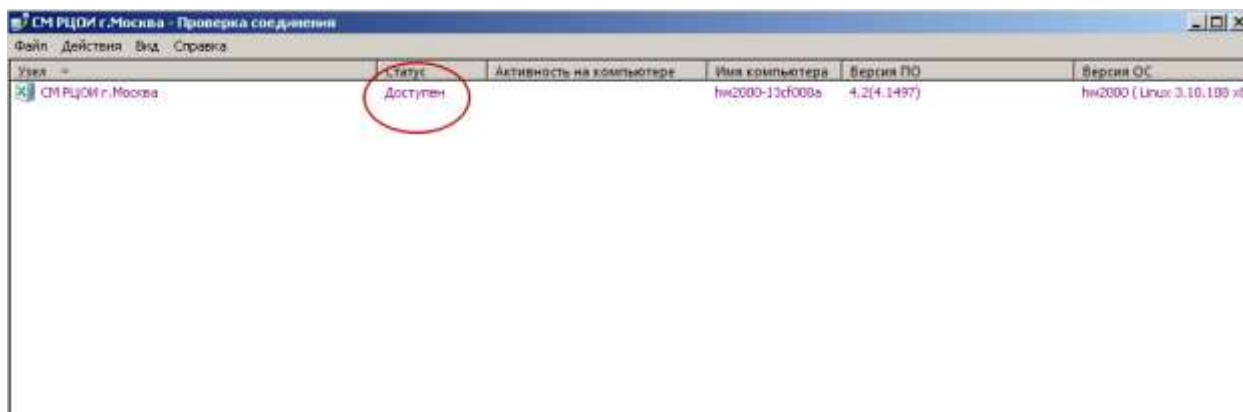 СМ РЦОИ г.Москва - Проверка соединения
Файл Действия Вид Справка
Узел Статус Активность на компьютере Имя компьютера Версия ПО Версия ОС
СМ РЦОИ г.Москва Доступен hw2000-13cf008a 4.2(4.1497) hw2000 ( Linux 3.10.108